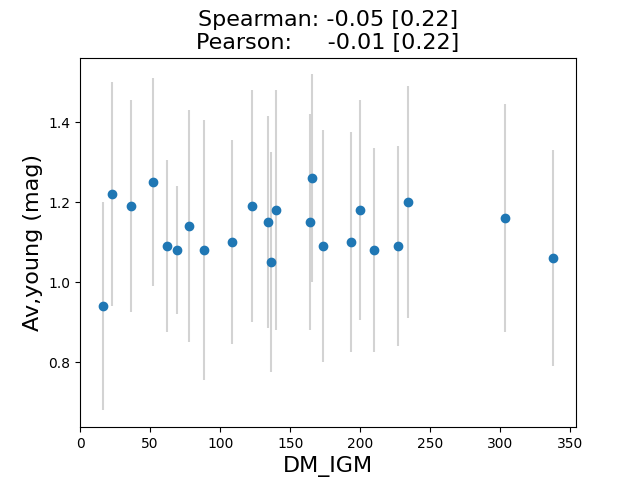 Spearman: -0.05 [0.22]
Pearson: -0.01 [0.22]
1.4
1.2
1.0
0.8
Av,young (mag)
0 50 100 150 200 250 300 350
DM_IGM